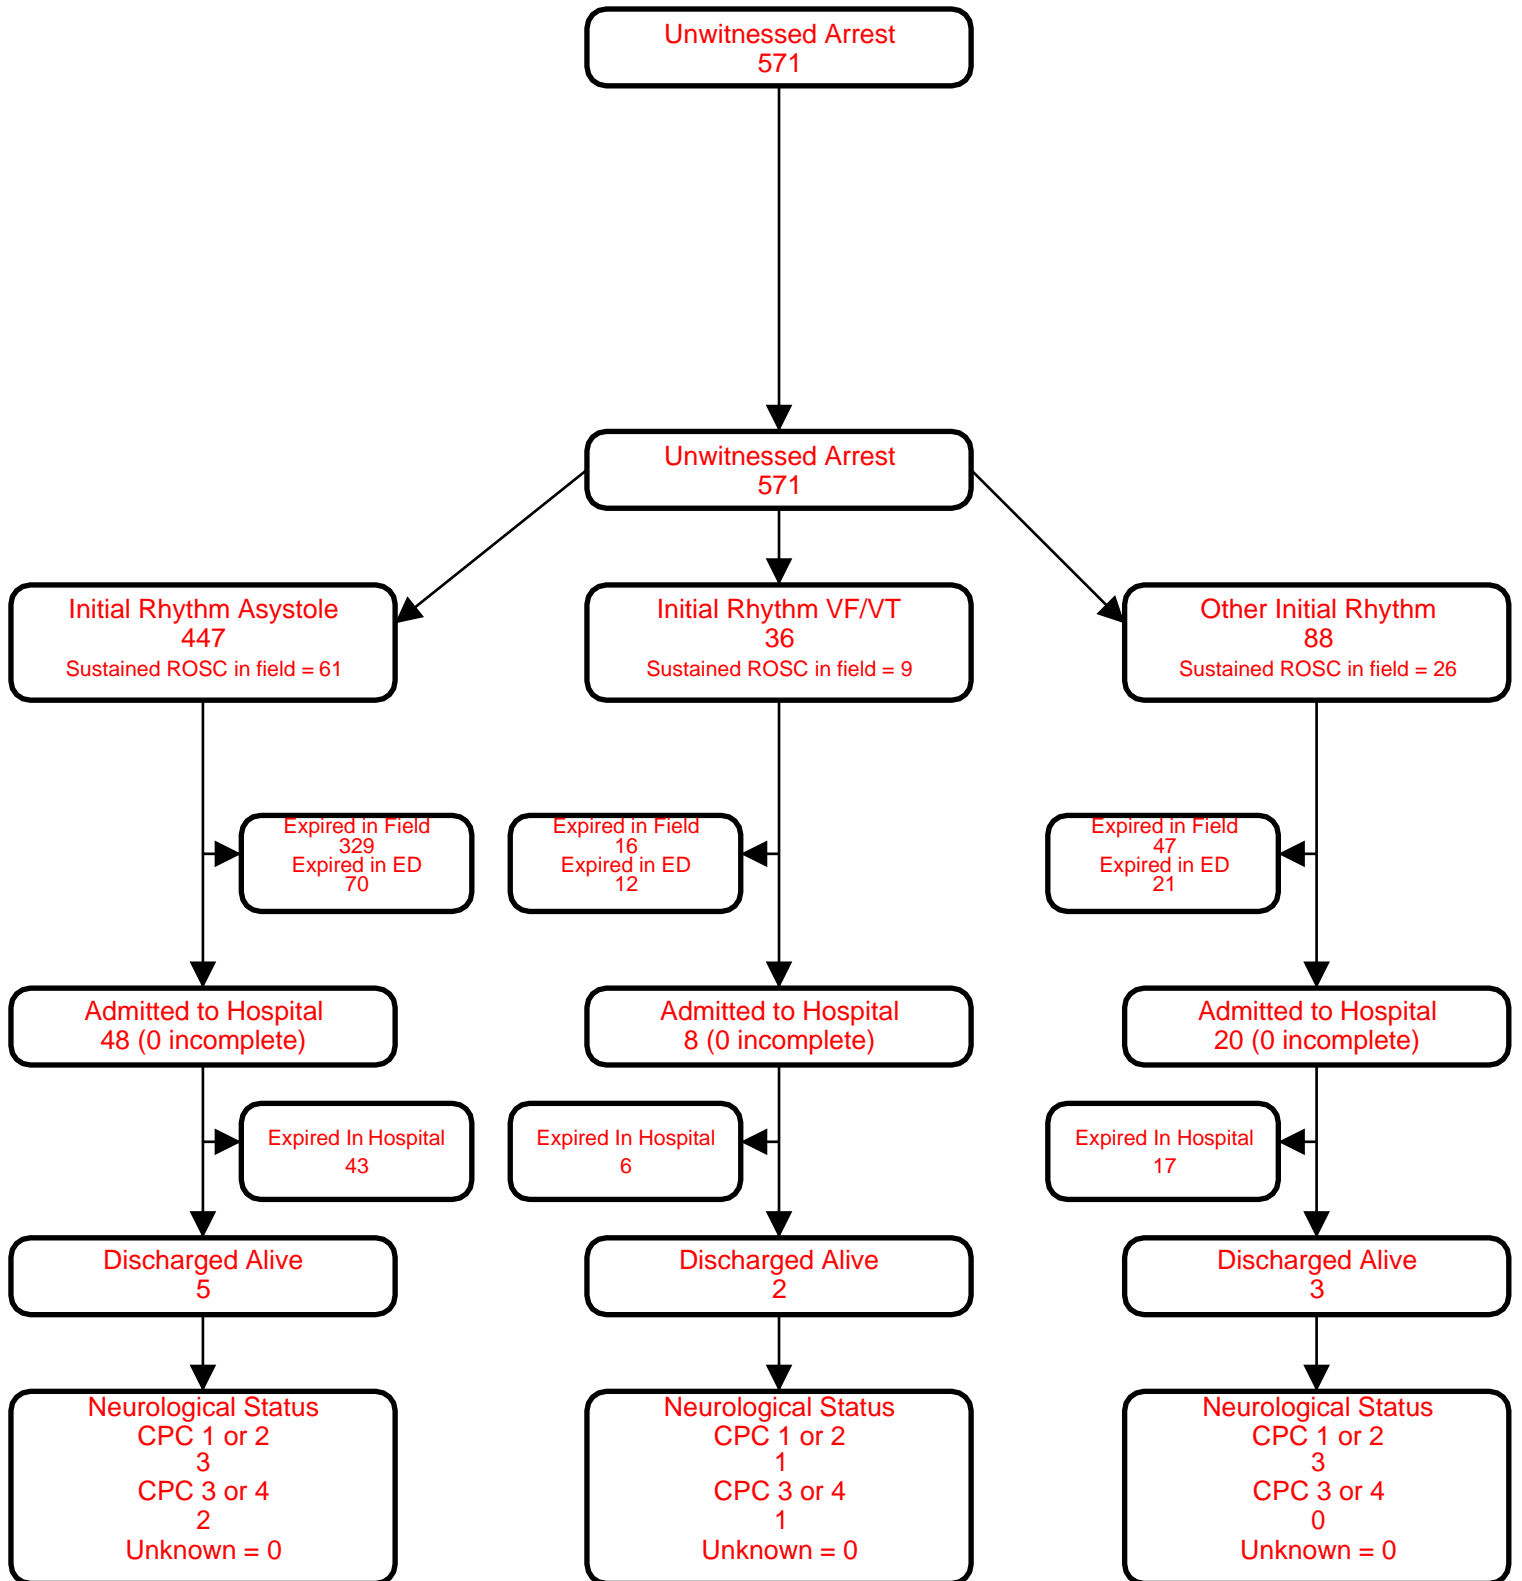 Unwitnessed Arrest
571
Unwitnessed Arrest
571
Initial Rhythm Asystole
447
Sustained ROSC in field = 61
Initial Rhythm VF/VT
36
Sustained ROSC in field = 9
Other Initial Rhythm
88
Sustained ROSC in field = 26
Expired in Field
329
Expired in ED
70
Expired in Field
16
Expired in ED
12
Expired in Field
47
Expired in ED
21
Admitted to Hospital
48 (0 incomplete)
Admitted to Hospital
8 (0 incomplete)
Admitted to Hospital
20 (0 incomplete)
Expired In Hospital
43
Expired In Hospital
6
Expired In Hospital
17
Discharged Alive
5
Discharged Alive
2
Discharged Alive
3
Neurological Status
CPC 1 or 2
3
CPC 3 or 4
2
Unknown = 0
Neurological Status
CPC 1 or 2
1
CPC 3 or 4
1
Unknown = 0
Neurological Status
CPC 1 or 2
3
CPC 3 or 4
0
Unknown = 0